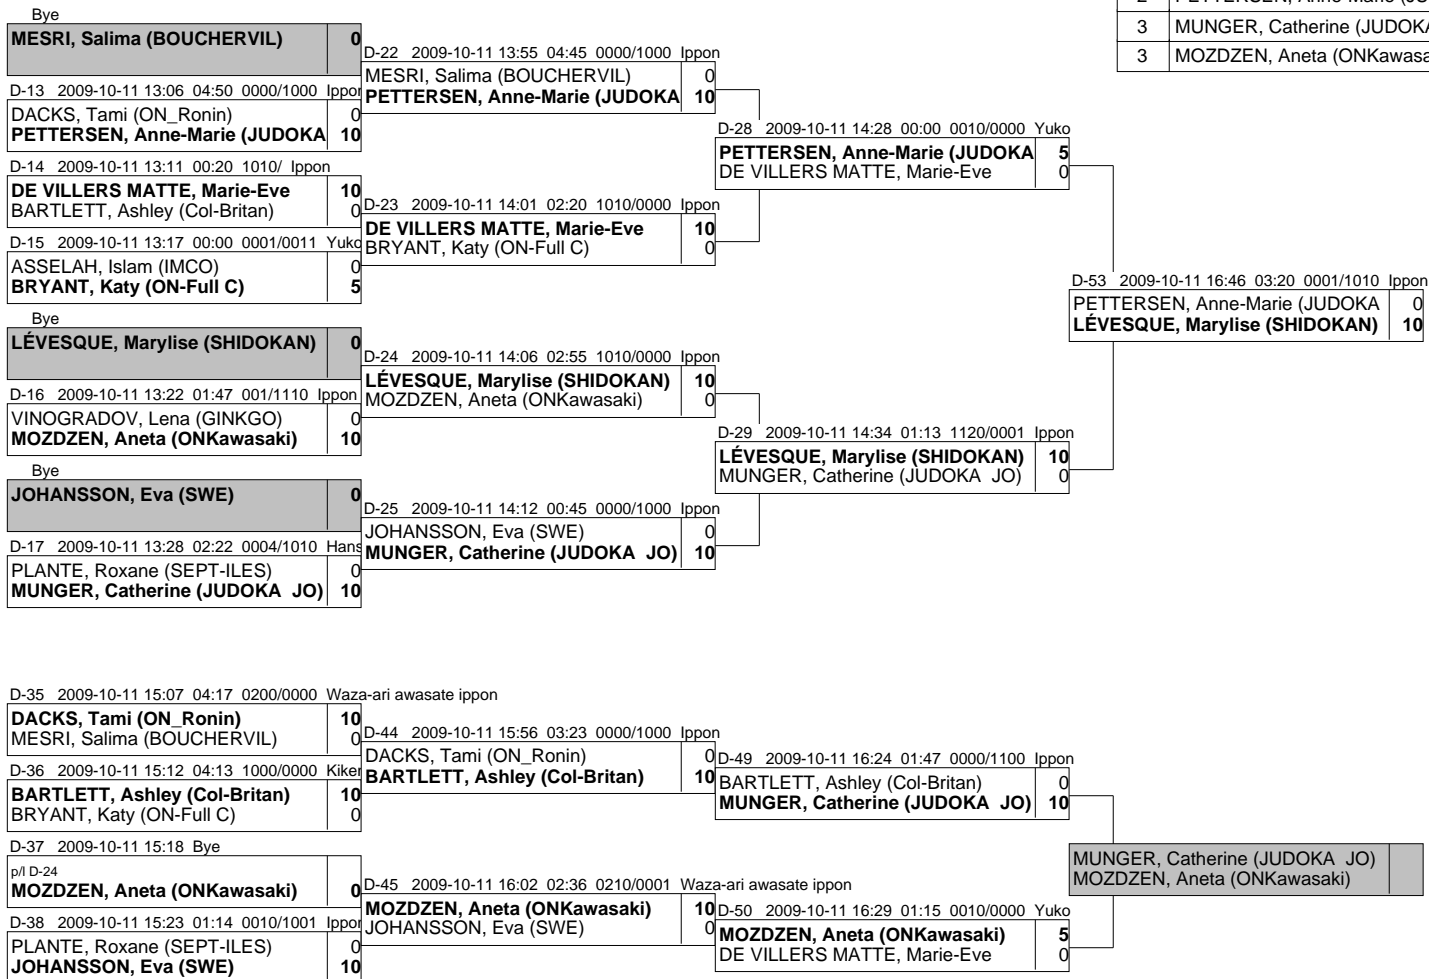 2 PETTERSEN, Anne-Marie
3 MUNGER, Catherine (JUDOKA
3 MOZDZEN, Aneta
Bye
MESRI, Salima (BOUCHERVIL) 0
D-13 2009-10-11 13:06 04:50 0000/1000 Ippon
DACKS, Tami (ON_Ronin) 0
PETTERSEN, Anne-Marie (JUDOKA 10
D-14 2009-10-11 13:11 00:20 1010/ Ippon
DE VILLERS MATTE, Marie-Eve 10
BARTLETT, Ashley (Col-Britan) 0
D-15 2009-10-11 13:17 00:00 0001/0011 Yuko
ASSELAH, Islam (IMCO) 0
BRYANT, Katy (ON-Full C) 5
Bye
LÉVESQUE, Marylise (SHIDOKAN) 0
D-16 2009-10-11 13:22 01:47 001/1110 Ippon
VINOGRADOV, Lena (GINKGO) 0
MOZDZEN, Aneta (ONKawasaki) 10
Bye
JOHANSSON, Eva (SWE) 0
D-17 2009-10-11 13:28 02:22 0004/1010 Hans
PLANTE, Roxane (SEPT-ILES) 0
MUNGER, Catherine (JUDOKA JO) 10
D-22 2009-10-11 13:55 04:45 0000/1000 Ippon
MESRI, Salima (BOUCHERVIL) 0
PETTERSEN, Anne-Marie (JUDOKA 10
D-23 2009-10-11 14:01 02:20 1010/0000 Ippon
DE VILLERS MATTE, Marie-Eve 10
BRYANT, Katy (ON-Full C) 0
D-24 2009-10-11 14:06 02:55 1010/0000 Ippon
LÉVESQUE, Marylise (SHIDOKAN) 10
MOZDZEN, Aneta (ONKawasaki) 0
D-25 2009-10-11 14:12 00:45 0000/1000 Ippon
JOHANSSON, Eva (SWE) 0
MUNGER, Catherine (JUDOKA JO) 10
D-28 2009-10-11 14:28 00:00 0010/0000 Yuko
PETTERSEN, Anne-Marie (JUDOKA 5
DE VILLERS MATTE, Marie-Eve 0
D-29 2009-10-11 14:34 01:13 1120/0001 Ippon
LÉVESQUE, Marylise (SHIDOKAN) 10
MUNGER, Catherine (JUDOKA JO) 0
D-53 2009-10-11 16:46 03:20 0001/1010 Ippon
PETTERSEN, Anne-Marie (JUDOKA 0
LÉVESQUE, Marylise (SHIDOKAN) 10
D-35 2009-10-11 15:07 04:17 0200/0000 Waza-ari awasate ippon
DACKS, Tami (ON_Ronin) 10
MESRI, Salima (BOUCHERVIL) 0
D-36 2009-10-11 15:12 04:13 1000/0000 Kiken
BARTLETT, Ashley (Col-Britan) 10
BRYANT, Katy (ON-Full C) 0
D-37 2009-10-11 15:18 Bye
p/l D-24
MOZDZEN, Aneta (ONKawasaki) 0
D-38 2009-10-11 15:23 01:14 0010/1001 Ippon
PLANTE, Roxane (SEPT-ILES) 0
JOHANSSON, Eva (SWE) 10
D-44 2009-10-11 15:56 03:23 0000/1000 Ippon
DACKS, Tami (ON_Ronin) 0
BARTLETT, Ashley (Col-Britan) 10
D-45 2009-10-11 16:02 02:36 0210/0001 Waza-ari awasate ippon
MOZDZEN, Aneta (ONKawasaki) 10
JOHANSSON, Eva (SWE) 0
D-49 2009-10-11 16:24 01:47 0000/1100 Ippon
BARTLETT, Ashley (Col-Britan) 0
MUNGER, Catherine (JUDOKA JO) 10
D-50 2009-10-11 16:29 01:15 0010/0000 Yuko
MOZDZEN, Aneta (ONKawasaki) 5
DE VILLERS MATTE, Marie-Eve 0
MUNGER, Catherine (JUDOKA JO)
MOZDZEN, Aneta (ONKawasaki)